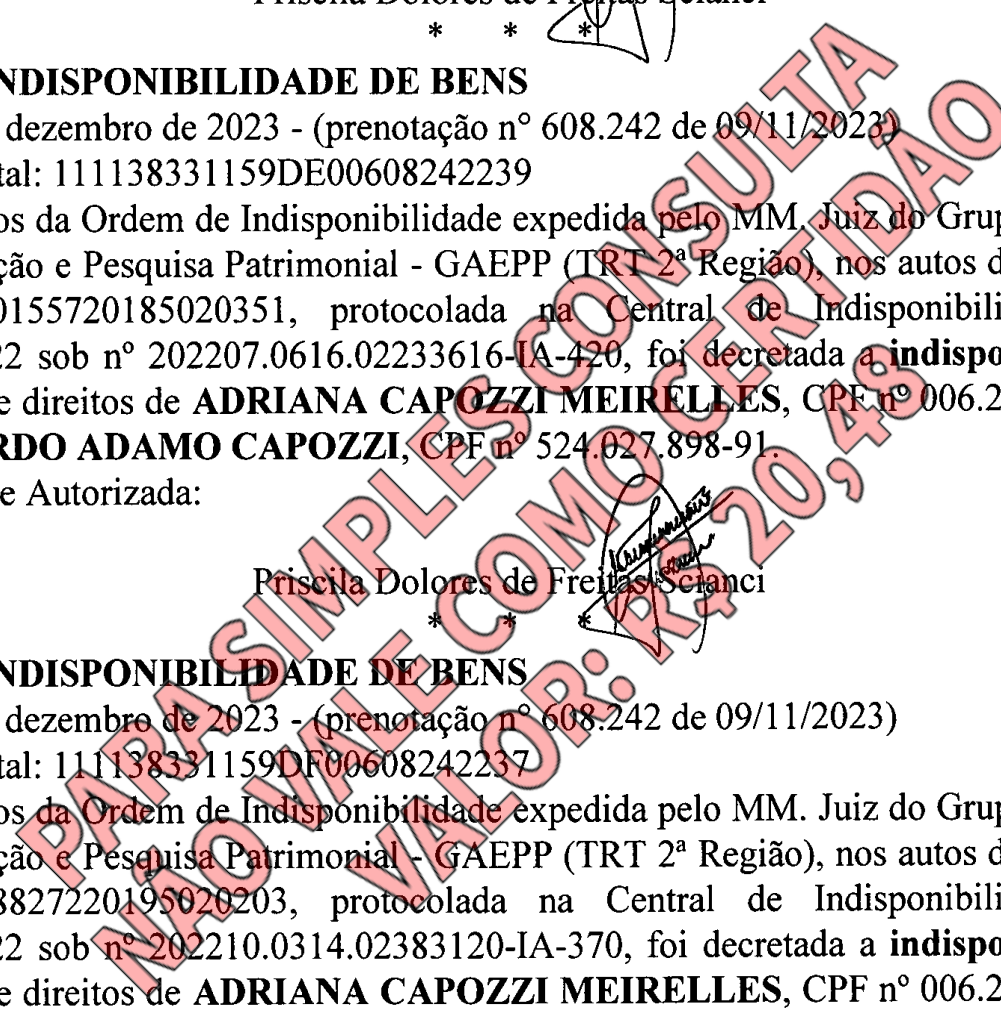 Priscila Dolores de Freitas Scianci
* * *
NDISPONIBILIDADE DE BENS
dezembro de 2023 - (prenotação nº 608.242 de 09/11/2023)
tal: 111138331159DE00608242239
os da Ordem de Indisponibilidade expedida pelo MM. Juiz do Grup
ção e Pesquisa Patrimonial - GAEPP (TRT 2ª Região), nos autos d
0155720185020351, protocolada na Central de Indisponibili
22 sob nº 202207.0616.02233616-IA-420, foi decretada a indispo
e direitos de ADRIANA CAPOZZI MEIRELLES, CPF nº 006.2
RDO ADAMO CAPOZZI, CPF nº 524.027.898-91.
e Autorizada:
Priscila Dolores de Freitas Scianci
* * *
NDISPONIBILIDADE DE BENS
dezembro de 2023 - (prenotação nº 608.242 de 09/11/2023)
tal: 111138331159DF00608242237
os da Ordem de Indisponibilidade expedida pelo MM. Juiz do Grup
ção e Pesquisa Patrimonial - GAEPP (TRT 2ª Região), nos autos d
8827220195020203, protocolada na Central de Indisponibili
22 sob nº 202210.0314.02383120-IA-370, foi decretada a indispo
e direitos de ADRIANA CAPOZZI MEIRELLES, CPF nº 006.2
PARA SIMPLES CONSULTA
NÃO VALE COMO CERTIDÃO
VALOR: R$ 20,48